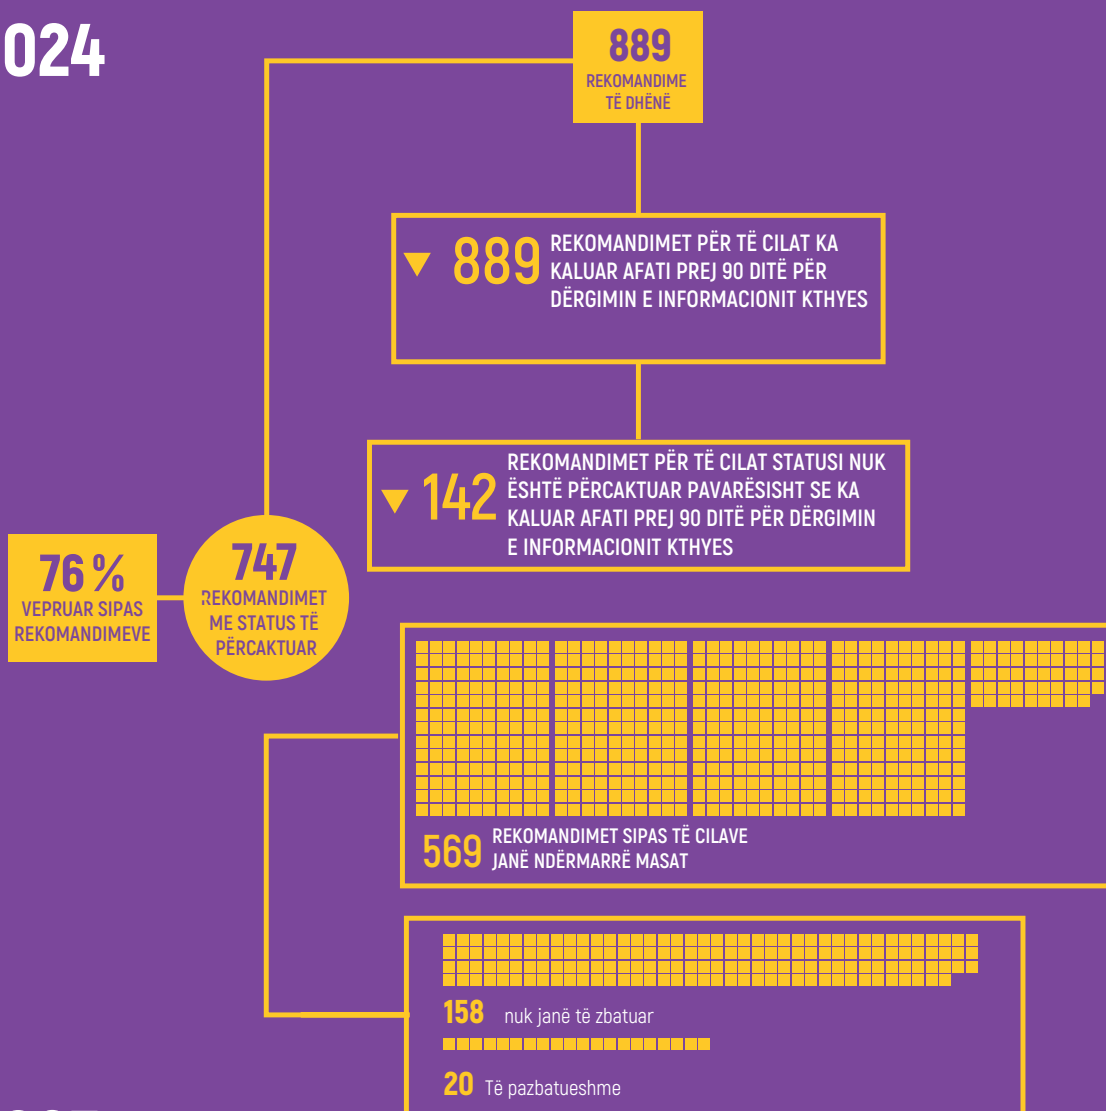 024
889
REKOMANDIME
TË DHËNË
889
REKOMANDIMET PËR TË CILAT KA
KALUAR AFATI PREJ 90 DITË PËR
DËRGIMIN E INFORMACIONIT KTHYES
142
REKOMANDIMET PËR TË CILAT STATUSI NUK
ËSHTË PËRCAKTUAR PAVARËSISHT SE KA
KALUAR AFATI PREJ 90 DITË PËR DËRGIMIN
E INFORMACIONIT KTHYES
76 %
VEPRUAR SIPAS
REKOMANDIMEVE
747
REKOMANDIMET
ME STATUS TË
PËRCAKTUAR
569
REKOMANDIMET SIPAS TË CILAVE
JANË NDËRMARRË MASAT
158 nuk janë të zbatuar
20 Të pazbatueshme